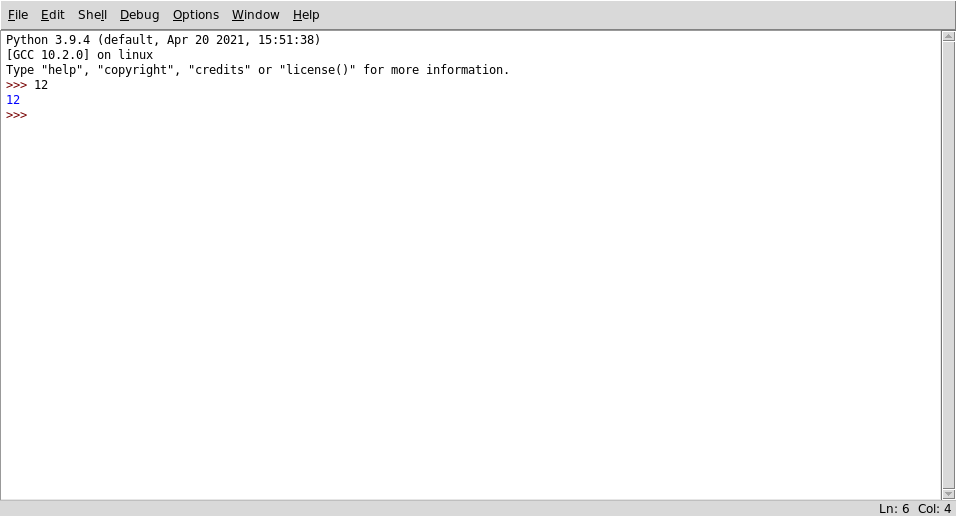 File Edit Shell Debug Options Window Help
Python 3.9.4 (default, Apr 20 2021, 15:51:38)
[GCC 10.2.0] on linux
Type "help", "copyright", "credits" or "license()" for more information.
>>> 12
12
>>>
Ln: 6 Col: 4